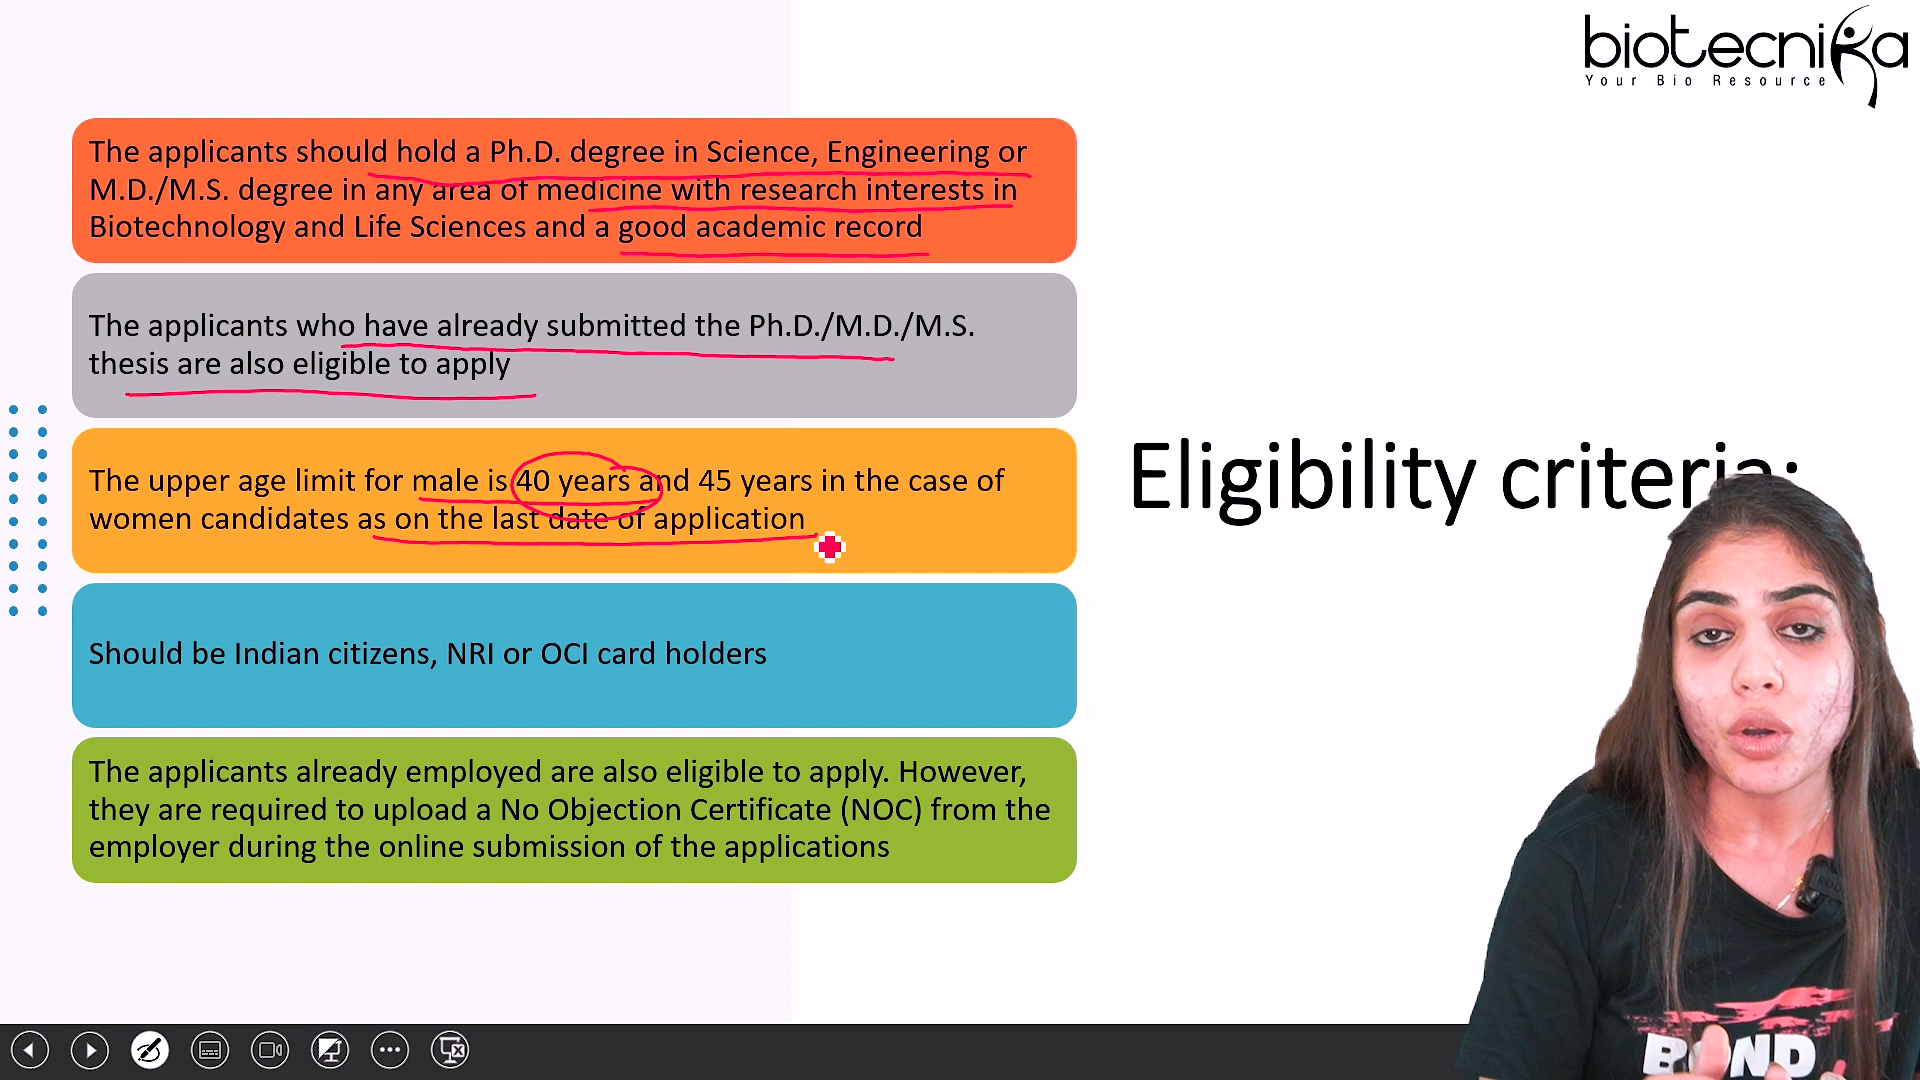 biotecnika
Your Bio Resource
The applicants should hold a Ph.D. degree in Science, Engineering or
M.D./M.S. degree in any area of medicine with research interests in
Biotechnology and Life Sciences and a good academic record
The applicants who have already submitted the Ph.D./M.D./M.S.
thesis are also eligible to apply
The upper age limit for male is 40 years and 45 years in the case of
women candidates as on the last date of application
Should be Indian citizens, NRI or OCI card holders
The applicants already employed are also eligible to apply. However,
they are required to upload a No Objection Certificate (NOC) from the
employer during the online submission of the applications
Eligibility criteria: